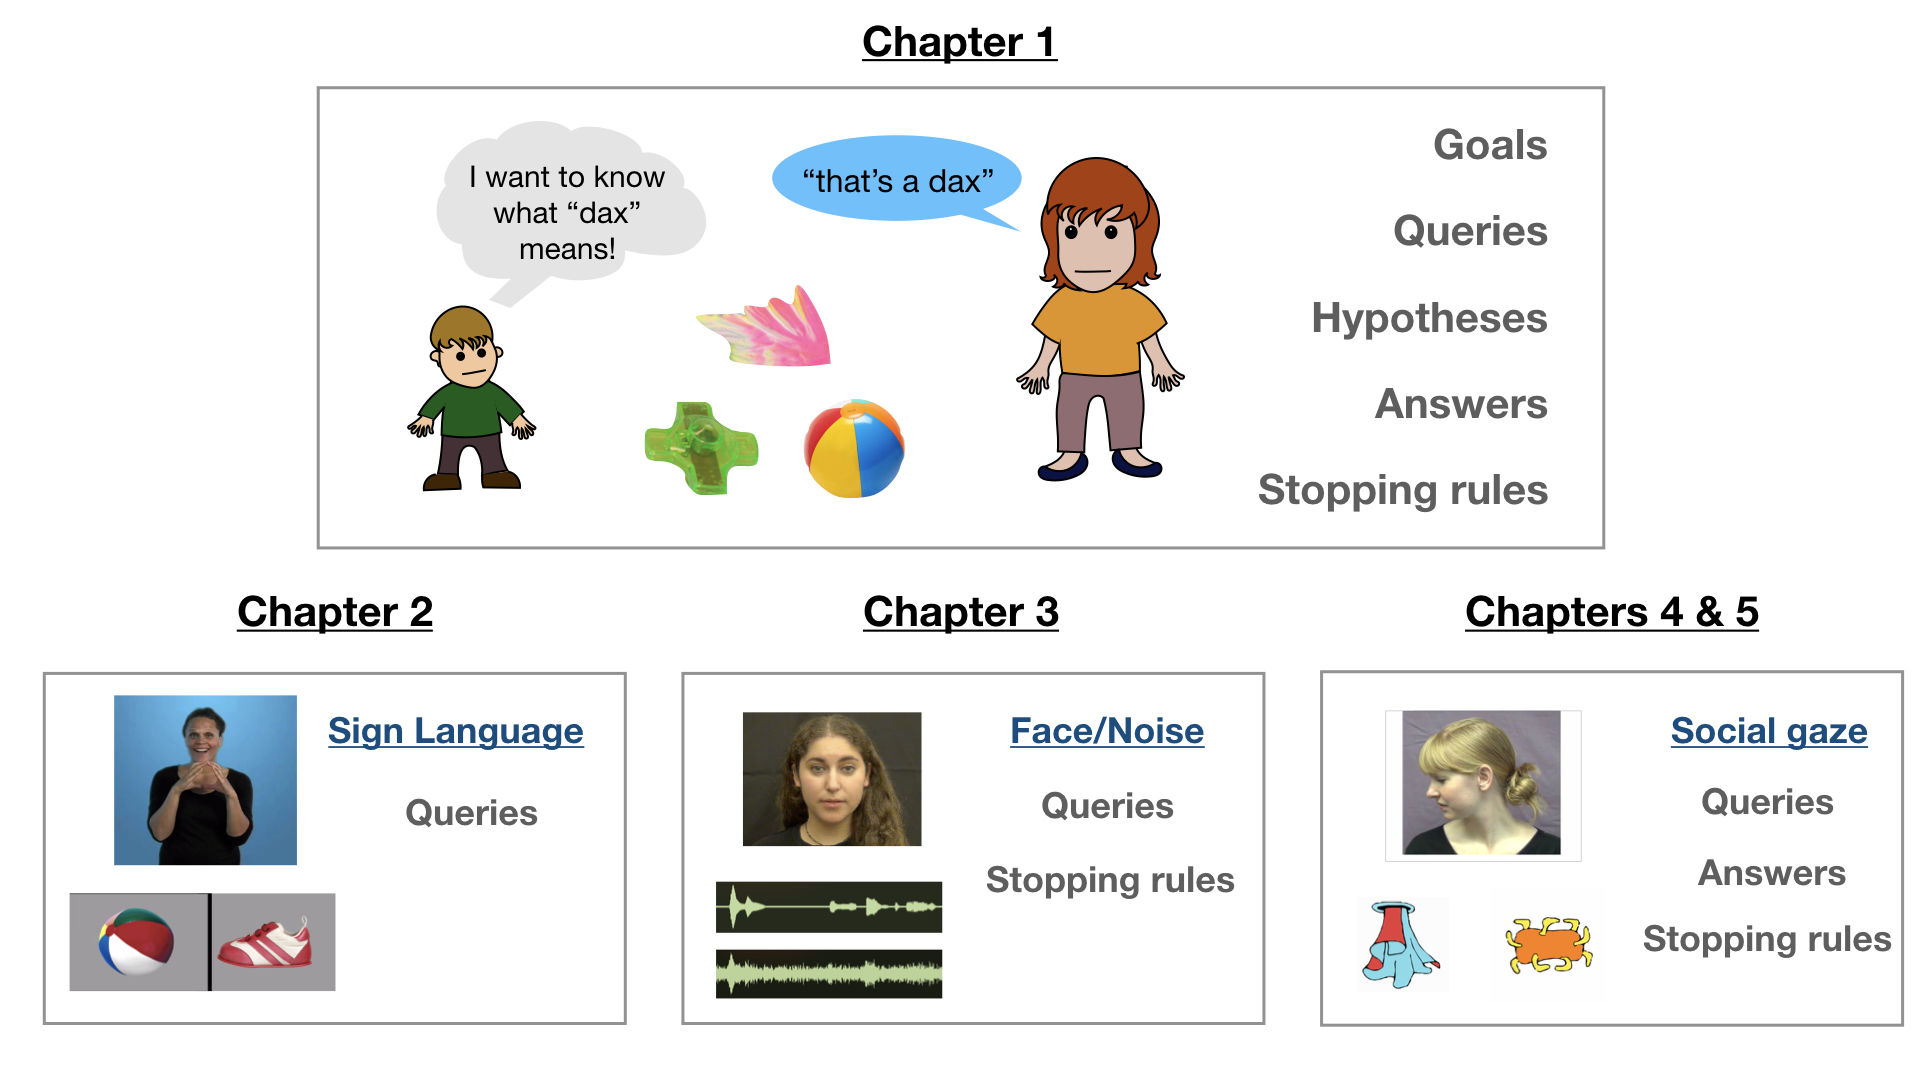 Chapter 1
I want to know
what “dax”
means!
“that’s a dax”
Goals
Queries
Hypotheses
Answers
Stopping rules
Chapter 2
Sign Language
Queries
Chapter 3
Face/Noise
Queries
Stopping rules
Chapters 4 & 5
Social gaze
Queries
Answers
Stopping rules